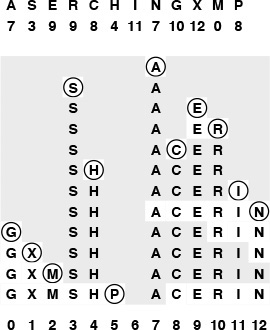 A S E R C H I N G X M P
7 3 9 9 8 4 11 7 10 12 0 8
A
S A
S A E
S A E R
S A C E R
S H A C E R
S H A C E R I
S H A C E R I N
G S H A C E R I N
G X S H A C E R I N
G X M S H A C E R I N
G X M S H P A C E R I N
0 1 2 3 4 5 6 7 8 9 10 11 12